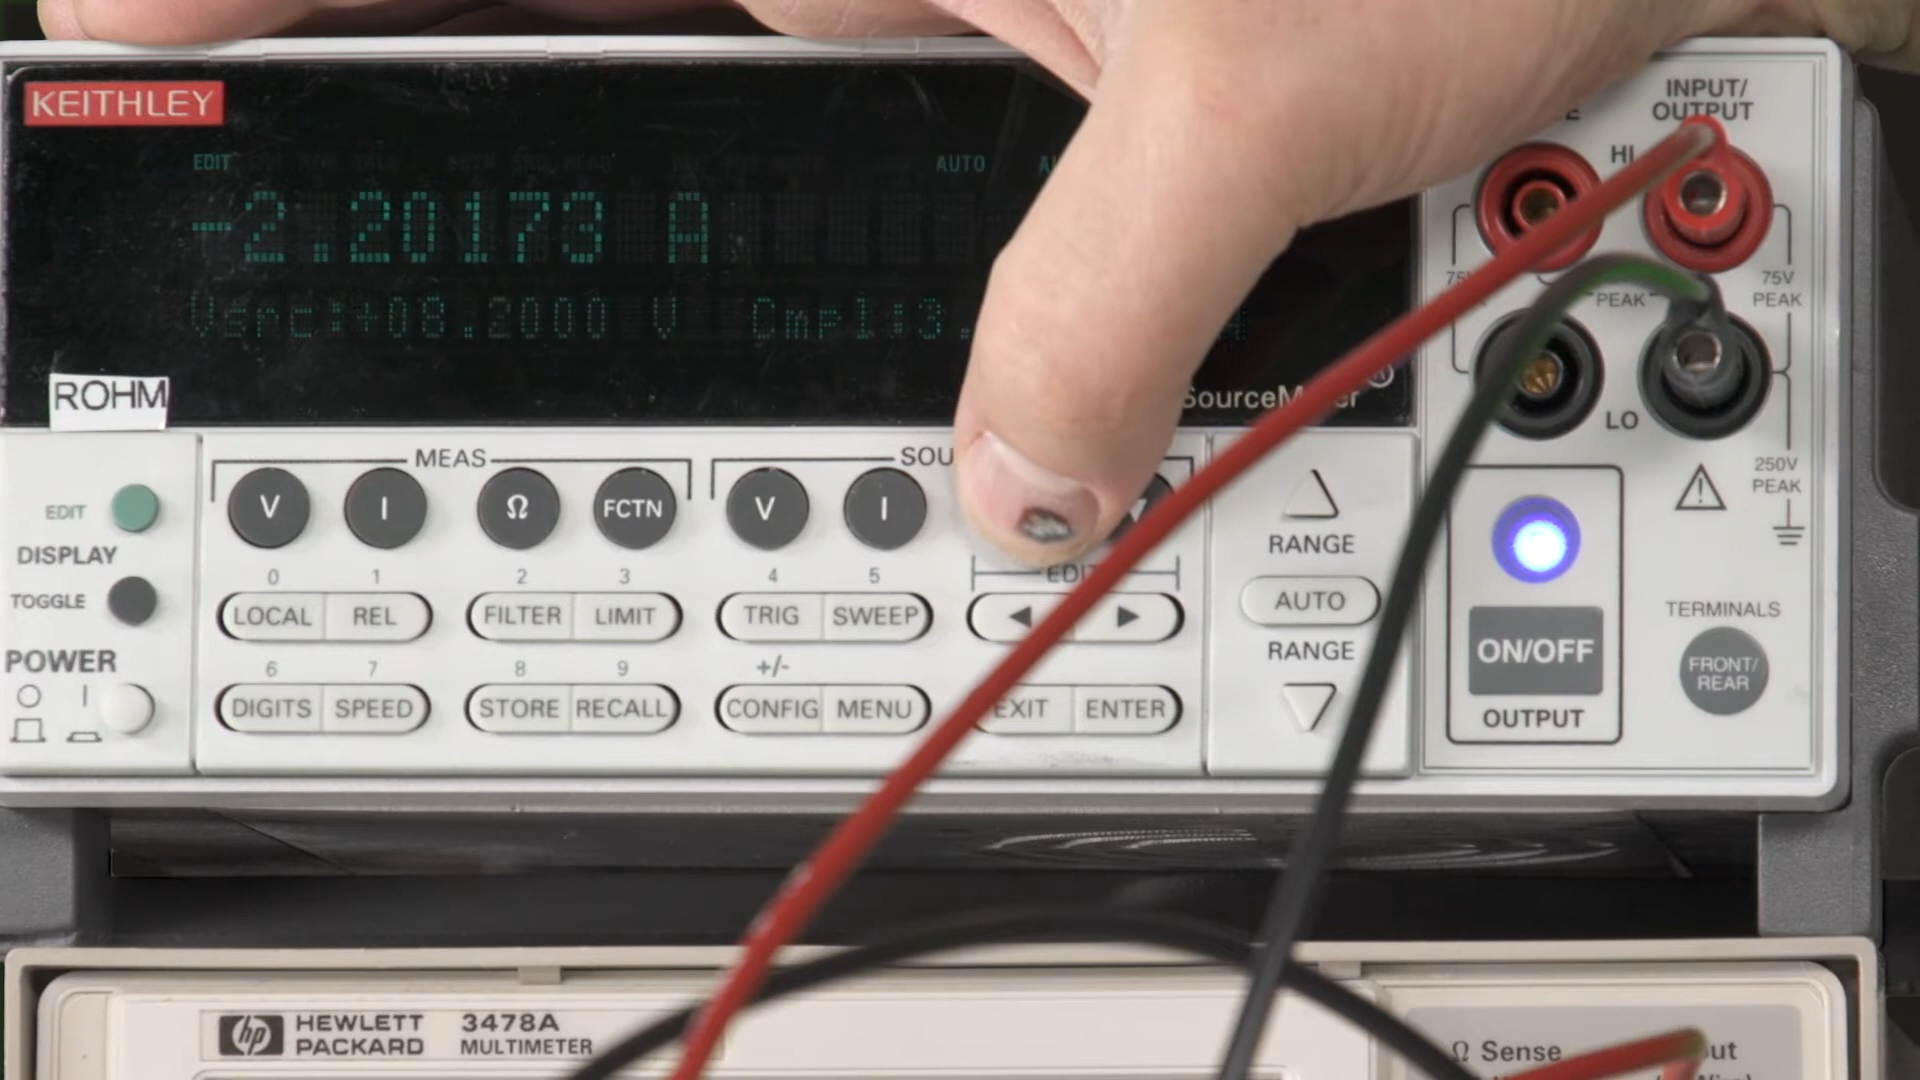 KEITHLEY
EDIT
AUTO
-2.20173 A
Vsrc:+08.2000 V Cmpl:3.
ROHM
INPUT/
OUTPUT
HI
PEAK
75V
PEAK
LO
250V
PEAK
MEAS
V I Ω FCTN
V I
EDIT
DISPLAY
TOGGLE
POWER
0 1 2 3 4 5
LOCAL REL FILTER LIMIT TRIG SWEEP
6 7 8 9 +/-
DIGITS SPEED STORE RECALL CONFIG MENU EXIT ENTER
RANGE
AUTO
RANGE
ON/OFF
OUTPUT
TERMINALS
FRONT/
REAR
hp HEWLETT
PACKARD
3478A
MULTIMETER
Ω Sense